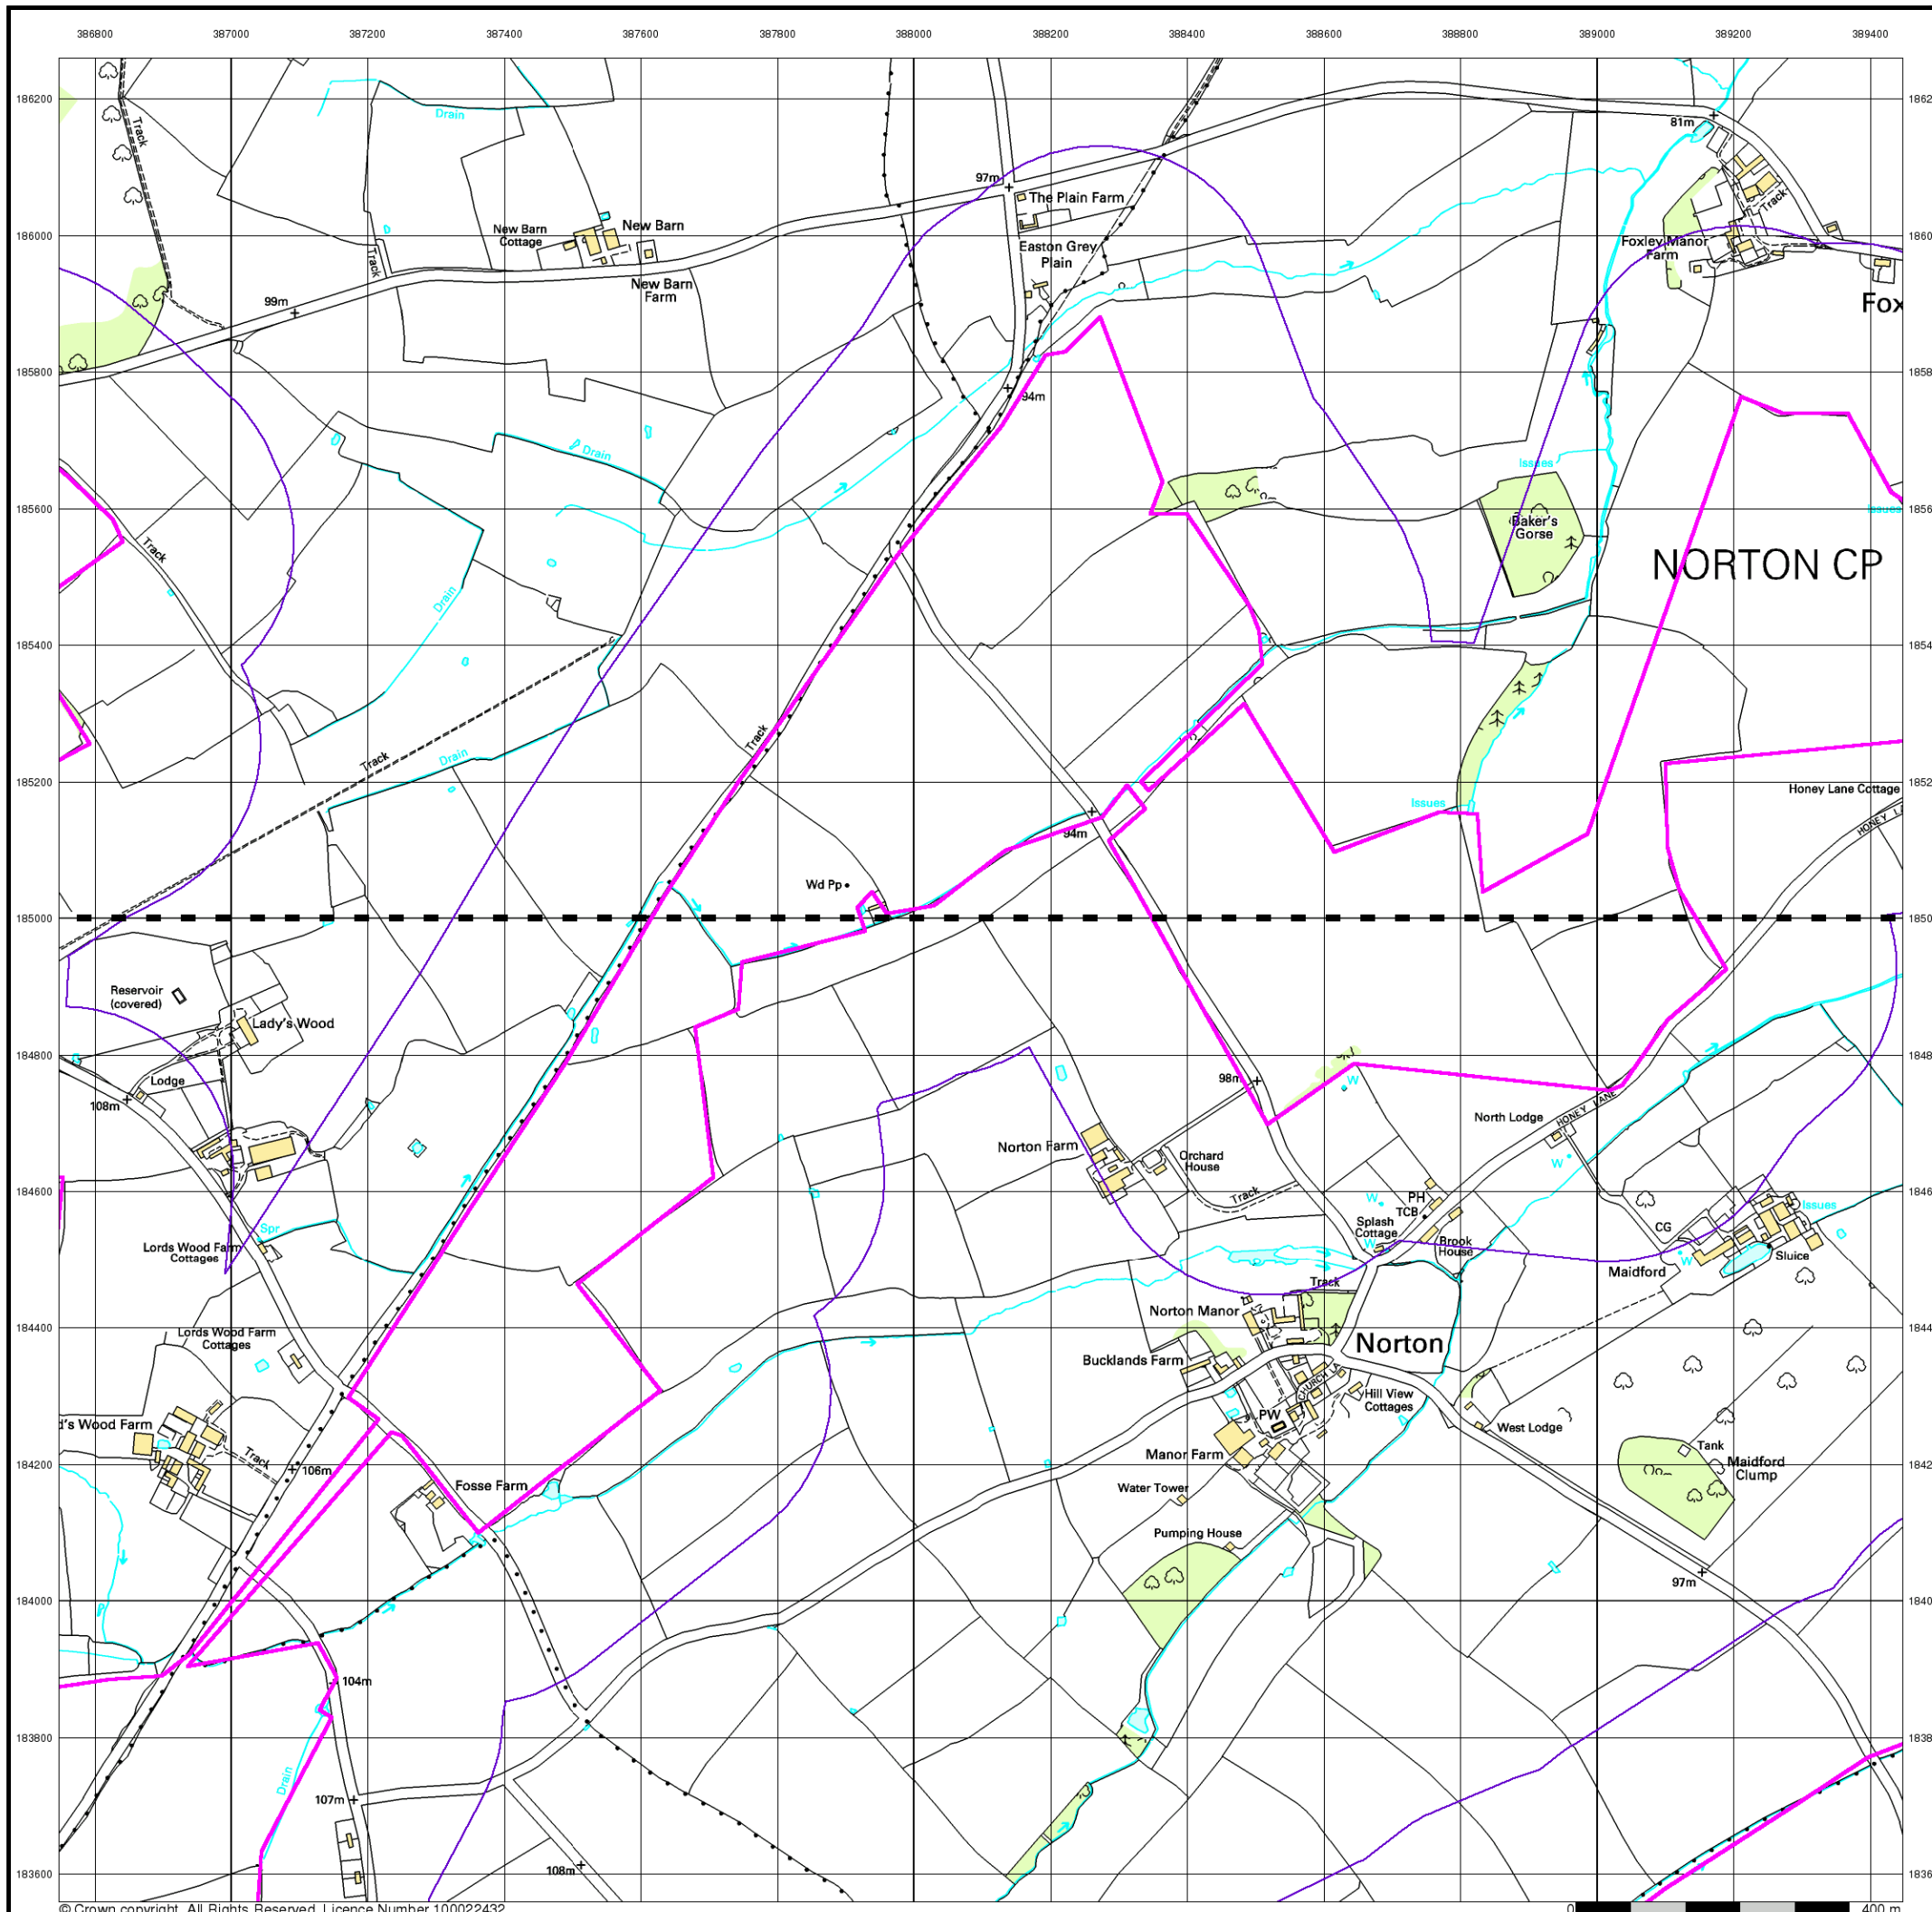 386800 387000 387200 387400 387600 387800 388000 388200 388400 388600 388800 389000 389200 389400
186200
Track
Drain
81m
97m
The Plain Farm
Track
New Barn
Cottage
New Barn
186000
Track
Easton Grey
Plain
Foxley Manor
Farm
New Barn
Farm
99m
Fox
185800
94m
Drain
Issues
185600
Issues
Baker's
Gorse
Track
NORTON CP
Drain
185400
Track
Track
Drain
185200
Issues
Honey Lane Cottage
HONEY L
94m
Wd Pp
185000
Reservoir
(covered)
Lady's Wood
184800
Lodge
98m
W
108m
HONEY LANE
North Lodge
Norton Farm
Orchard
House
W
184600
Track
PH
TCB
W
Issues
Spr
Splash
Cottage
CG
Lords Wood Farm
Cottages
W
Brook
House
W
Sluice
Maidford
Track
Norton Manor
184400
Lords Wood Farm
Cottages
Norton
Bucklands Farm
CHURCH LA
Hill View
Cottages
d's Wood Farm
PW
West Lodge
Manor Farm
Tank
Track
184200
106m
Maidford
Clump
Fosse Farm
Water Tower
Pumping House
97m
184000
104m
183800
Drain
107m
183600
108m
© Crown copyright. All Rights Reserved. Licence Number 100022432
0 400 m